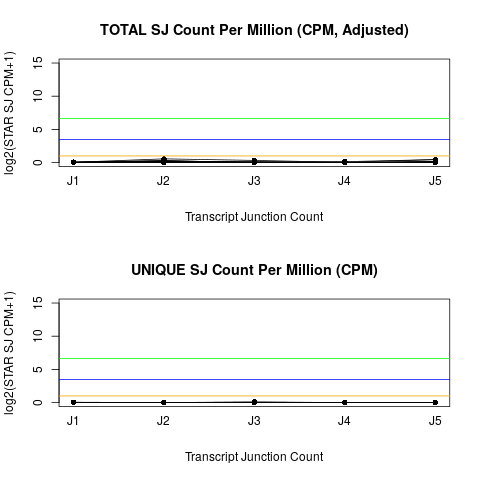 TOTAL SJ Count Per Million (CPM, Adjusted)
log2(STAR SJ CPM+1)
15
10
5
0
J1 J2 J3 J4 J5
Transcript Junction Count
UNIQUE SJ Count Per Million (CPM)
log2(STAR SJ CPM+1)
15
10
5
0
J1 J2 J3 J4 J5
Transcript Junction Count